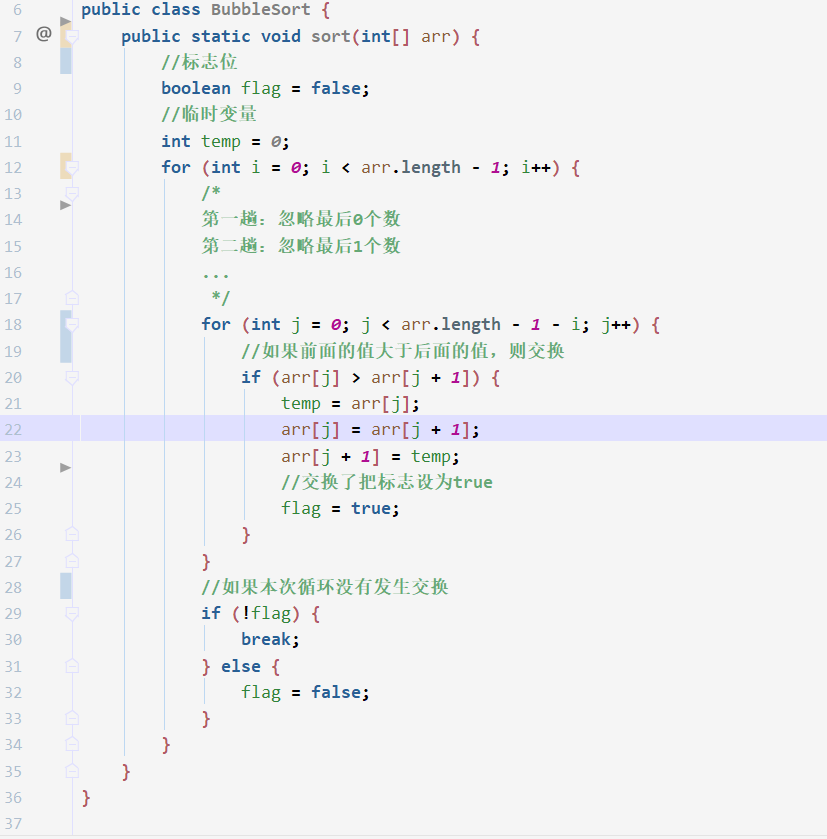 6 public class BubbleSort {
7 @ public static void sort(int[] arr) {
8 //标志位
9 boolean flag = false;
10 //临时变量
11 int temp = 0;
12 for (int i = 0; i < arr.length - 1; i++) {
13 /*
14 第一趟：忽略最后0个数
15 第二趟：忽略最后1个数
16 ...
17 */
18 for (int j = 0; j < arr.length - 1 - i; j++) {
19 //如果前面的值大于后面的值，则交换
20 if (arr[j] > arr[j + 1]) {
21 temp = arr[j];
22 arr[j] = arr[j + 1];
23 arr[j + 1] = temp;
24 //交换了把标志设为true
25 flag = true;
26 }
27 }
28 //如果本次循环没有发生交换
29 if (!flag) {
30 break;
31 } else {
32 flag = false;
33 }
34 }
35 }
36 }
37